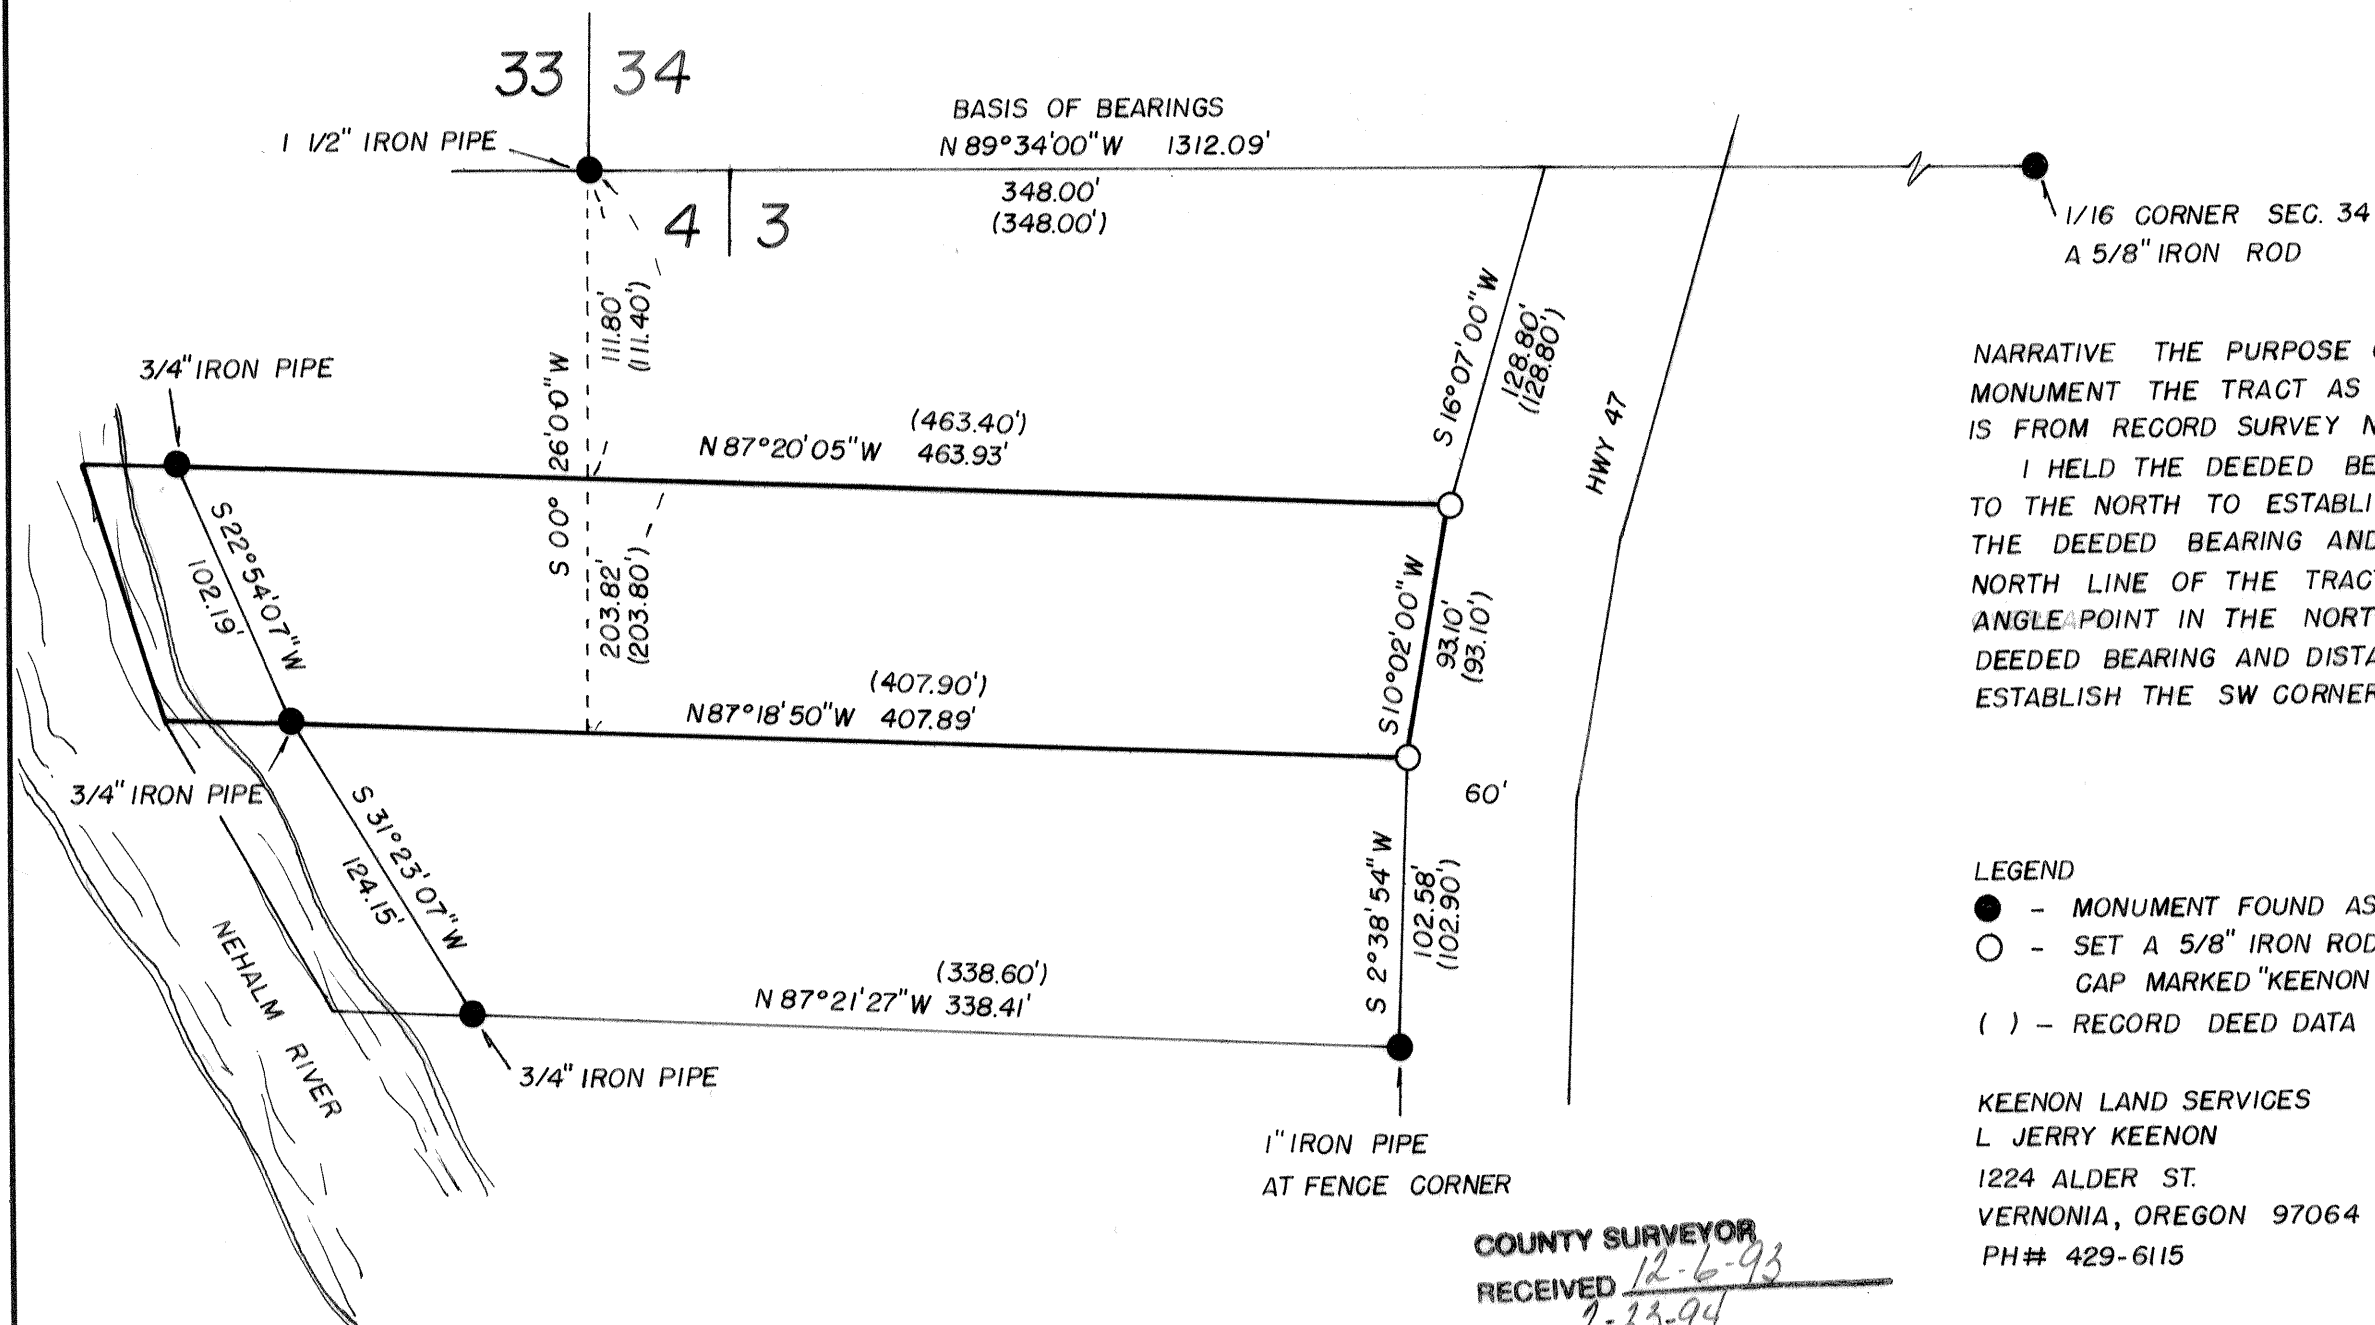 33 34
BASIS OF BEARINGS
N 89°34'00"W 1312.09'
1 1/2" IRON PIPE
348.00'
(348.00')
4 3
1/16 CORNER SEC. 34
A 5/8" IRON ROD
S 16°07'00"W
128.80'
(128.80')
HWY 47
111.80'
(111.40')
S 00° 26'00"W
203.82'
(203.80')
3/4" IRON PIPE
(463.40')
N 87°20'05"W 463.93'
S 22°54'07"W
102.19'
S 10°02'00"W
93.10'
(93.10')
(407.90')
N 87°18'50"W 407.89'
3/4" IRON PIPE
60'
S 31°23'07"W
124.15'
S 2°38'54"W
102.58'
(102.90')
(338.60')
N 87°21'27"W 338.41'
3/4" IRON PIPE
NEHALM RIVER
1" IRON PIPE
AT FENCE CORNER
NARRATIVE THE PURPOSE
MONUMENT THE TRACT AS
IS FROM RECORD SURVEY
I HELD THE DEEDED
TO THE NORTH TO
THE DEEDED BEARING
NORTH LINE OF THE
ANGLE POINT IN THE
DEEDED BEARING AND
ESTABLISH THE SW CORNER
LEGEND
- MONUMENT FOUND AS
- SET A 5/8" IRON ROD
CAP MARKED "KEENON
( ) - RECORD DEED DATA
KEENON LAND SERVICES
L JERRY KEENON
1224 ALDER ST.
VERNONIA, OREGON 97064
PH# 429-6115
COUNTY SURVEYOR
RECEIVED 12-6-93